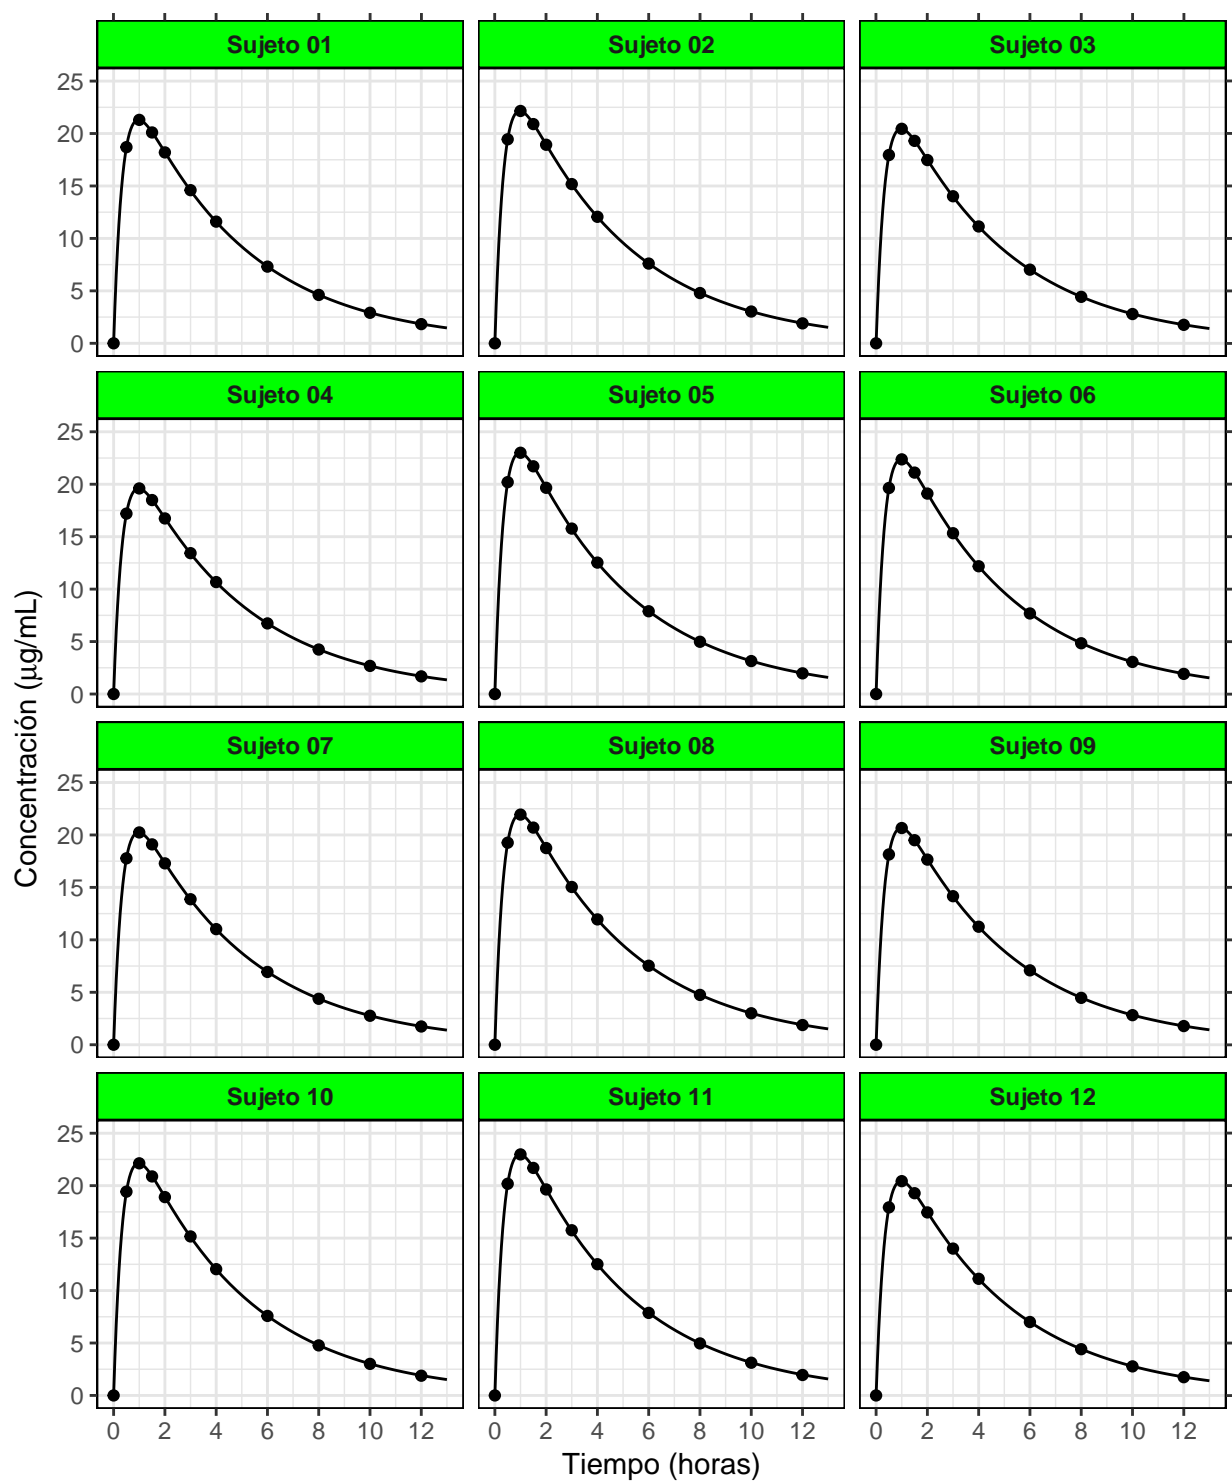 Sujeto 01
Sujeto 02
Sujeto 03
25
20
15
10
5
0
Sujeto 04
Sujeto 05
Sujeto 06
25
20
15
10
5
0
Sujeto 07
Sujeto 08
Sujeto 09
25
20
15
10
5
0
Sujeto 10
Sujeto 11
Sujeto 12
25
20
15
10
5
0
0 2 4 6 8 10 12
0 2 4 6 8 10 12
0 2 4 6 8 10 12
Tiempo (horas)
Concentración (μg/mL)